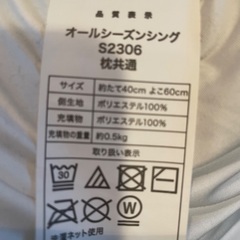 品質表示
オールシーズンシング
S2306
枕共通
サイズ 約たて40cm よこ60cm
側生地 ポリエステル100%
充填物 ポリエステル100%
充填物の重量 約0.5kg
取り扱い表示
30
W
濯ネット使用